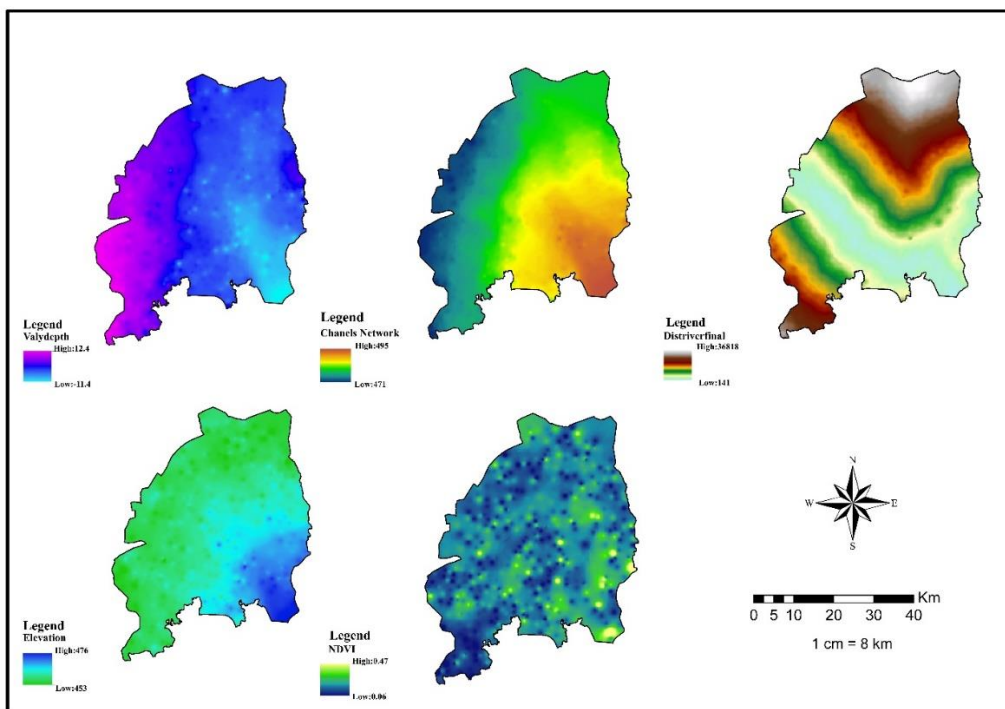 Legend
Valydepth
High:12.4
Low:-11.4
Legend
Chanels Network
High:495
Low:471
Legend
Distriverfinal
High:36818
Low:141
Legend
Elevation
High:476
Low:453
Legend
NDVI
High:0.47
Low:0.06
N
W E
S
Km
0 5 10 20 30 40
1 cm = 8 km